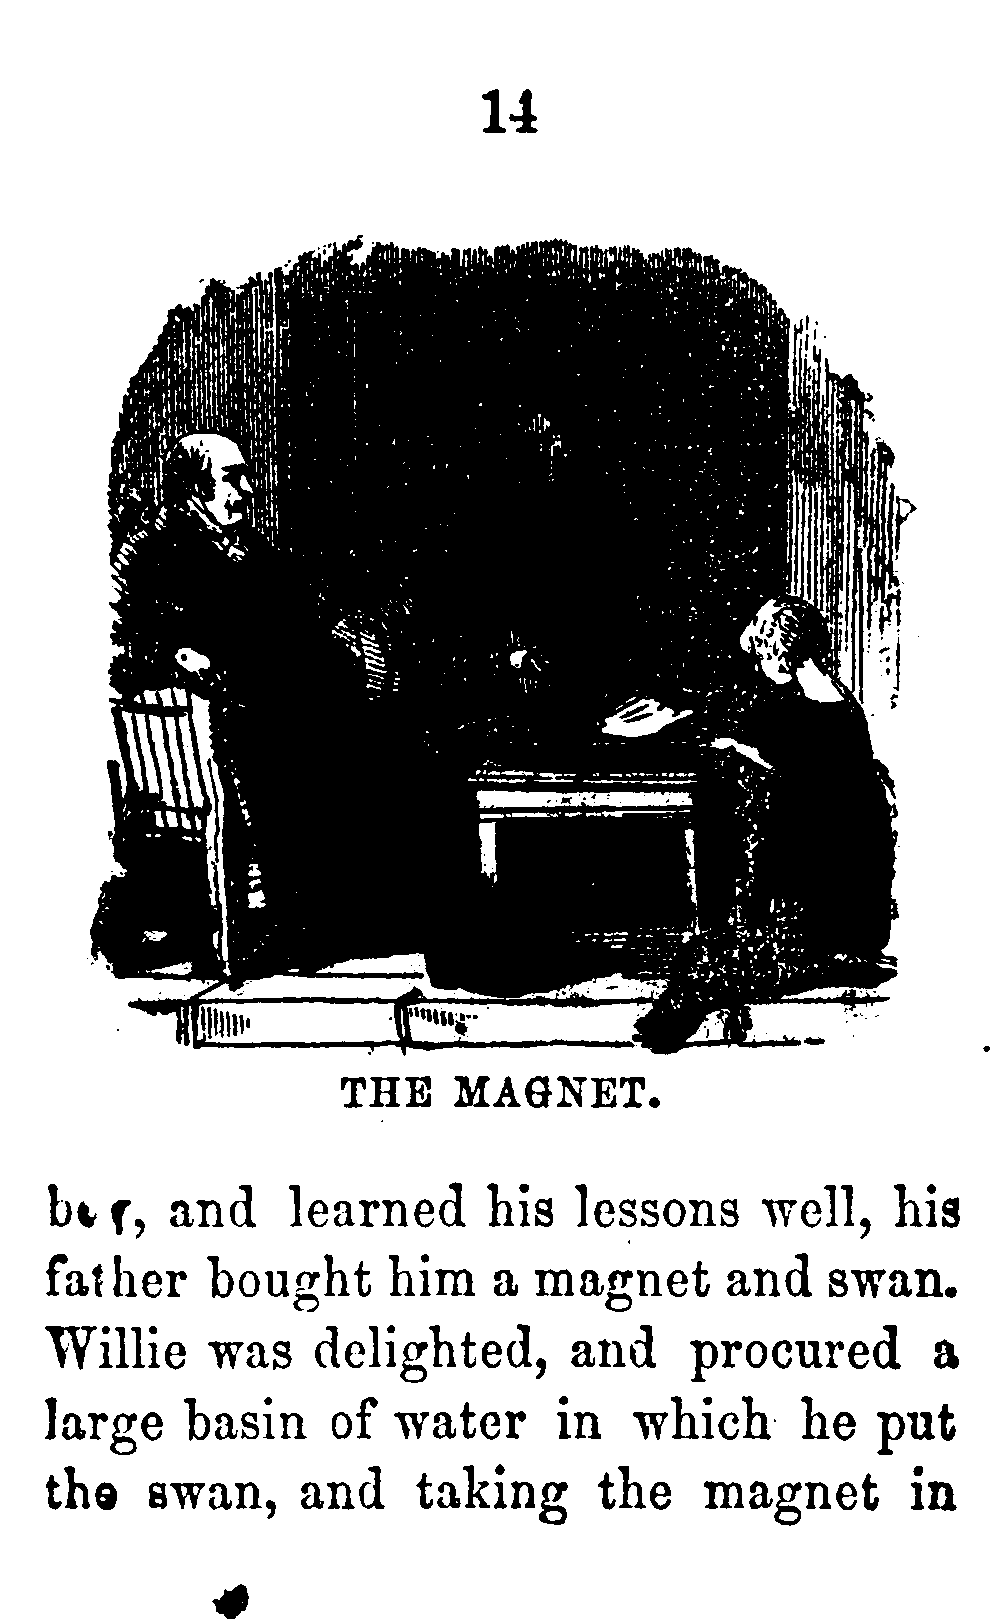 14
THE MAGNET.
and learned his lessons well, his
father bought him a magnet and swan.
Willie was delighted, and procured a
large basin of water in which he put
the swan, and taking the magnet in